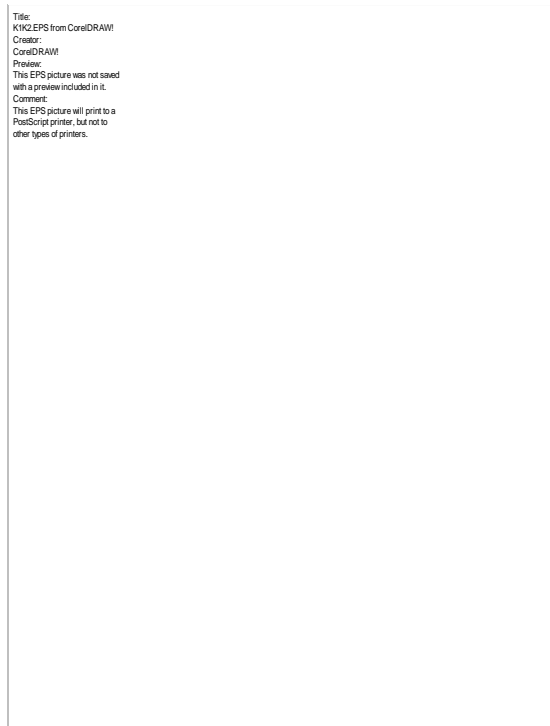 Title:
K1K2.EPS from CorelDRAW!
Creator:
CorelDRAW!
Preview:
This EPS picture was not saved
with a preview included in it.
Comment:
This EPS picture will print to a
PostScript printer, but not to
other types of printers.